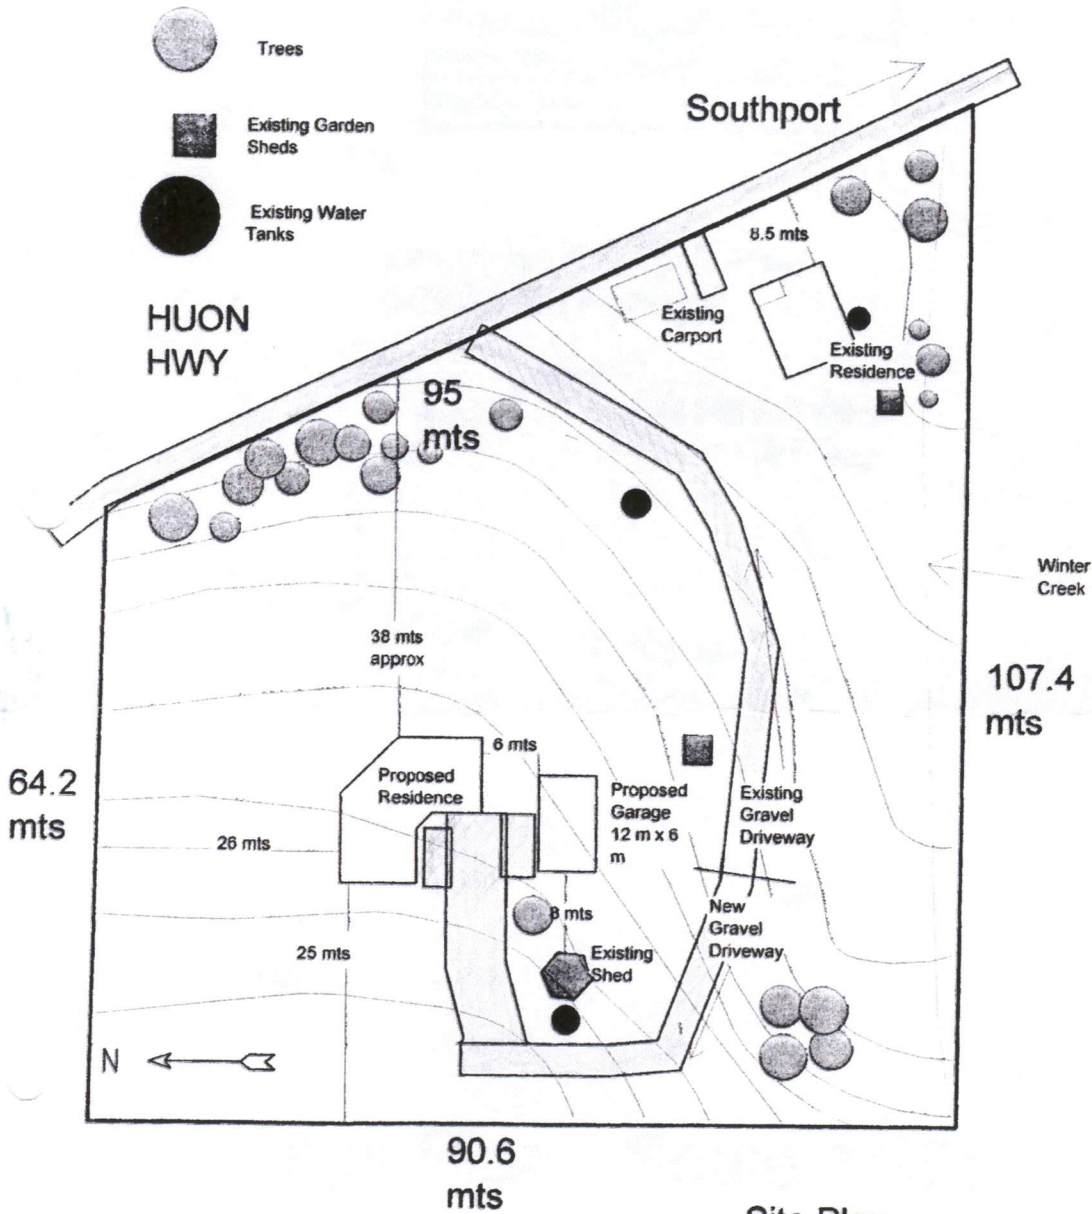 Trees
Existing Garden
Sheds
Existing Water
Tanks
HUON
HWY
Southport
8.5 mts
Existing
Carport
Existing
Residence
95
mts
Winter
Creek
38 mts
approx
107.4
mts
64.2
mts
6 mts
Proposed
Residence
Proposed
Garage
12 m x 6
m
Existing
Gravel
Driveway
26 mts
New
Gravel
Driveway
8 mts
25 mts
Existing
Shed
N
90.6
mts
Site Plan